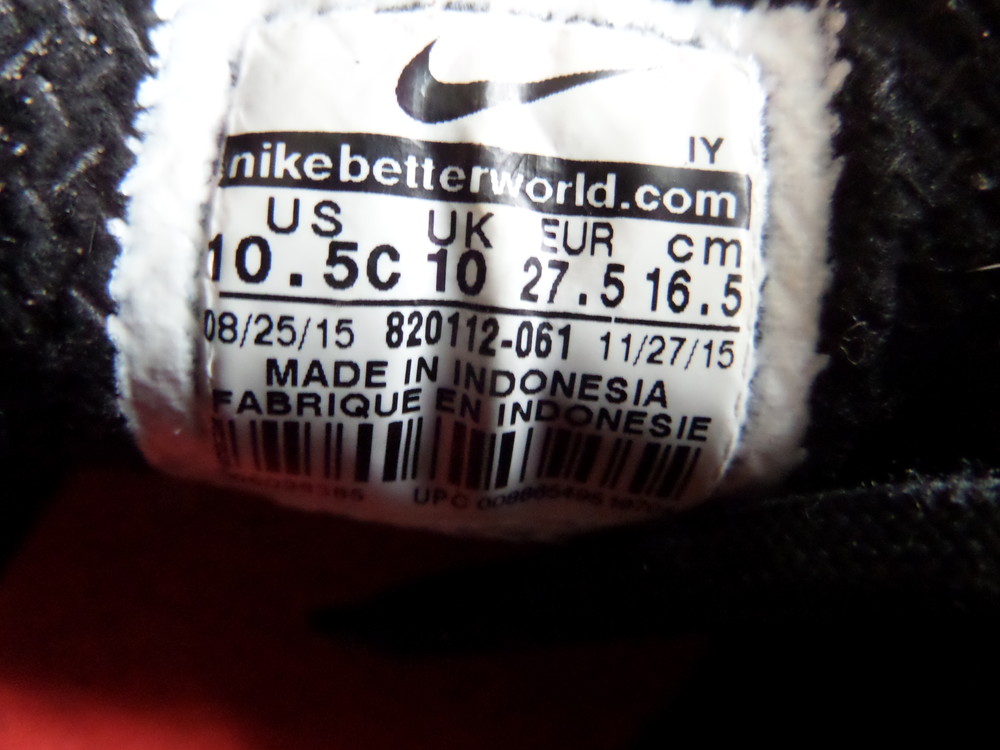 IY
nikebetterworld.com
US UK EUR cm
10.5C 10 27.5 16.5
08/25/15 820112-061 11/27/15
MADE IN INDONESIA
FABRIQUE EN INDONESIE
UPC